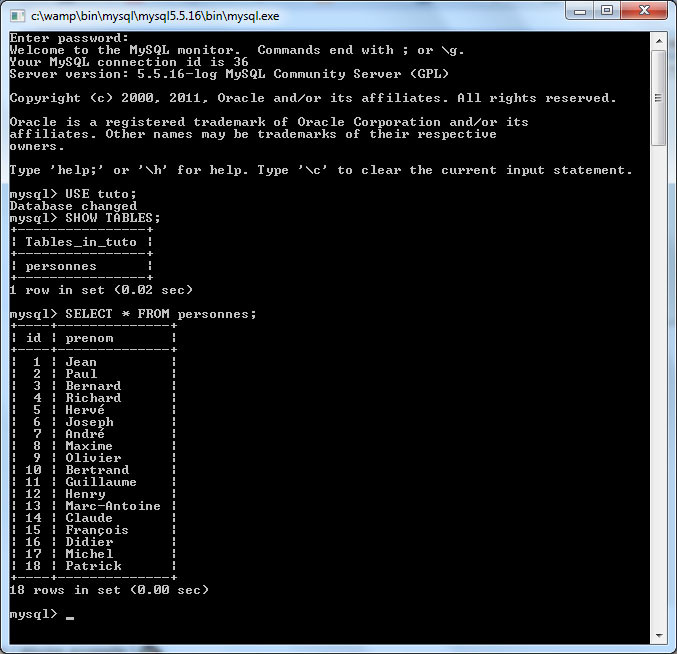 c:\wamp\bin\mysql\mysql5.5.16\bin\mysql.exe
Enter password:
Welcome to the MySQL monitor.  Commands end with ; or \g.
Your MySQL connection id is 36
Server version: 5.5.16-log MySQL Community Server (GPL)
Copyright (c) 2000, 2011, Oracle and/or its affiliates. All rights reserved.
Oracle is a registered trademark of Oracle Corporation and/or its
affiliates. Other names may be trademarks of their respective
owners.
Type 'help;' or '\h' for help. Type '\c' to clear the current input statement.
mysql> USE tuto;
Database changed
mysql> SHOW TABLES;
+----------------+
¦ Tables_in_tuto ¦
+----------------+
¦ personnes      ¦
+----------------+
1 row in set (0.02 sec)
mysql> SELECT * FROM personnes;
+----+--------------+
¦ id ¦ prenom       ¦
+----+--------------+
¦  1 ¦ Jean         ¦
¦  2 ¦ Paul         ¦
¦  3 ¦ Bernard      ¦
¦  4 ¦ Richard      ¦
¦  5 ¦ Hervé        ¦
¦  6 ¦ Joseph       ¦
¦  7 ¦ André        ¦
¦  8 ¦ Maxime       ¦
¦  9 ¦ Olivier      ¦
¦ 10 ¦ Bertrand     ¦
¦ 11 ¦ Guillaume    ¦
¦ 12 ¦ Henry        ¦
¦ 13 ¦ Marc-Antoine ¦
¦ 14 ¦ Claude       ¦
¦ 15 ¦ François     ¦
¦ 16 ¦ Didier       ¦
¦ 17 ¦ Michel       ¦
¦ 18 ¦ Patrick      ¦
+----+--------------+
18 rows in set (0.00 sec)
mysql> _